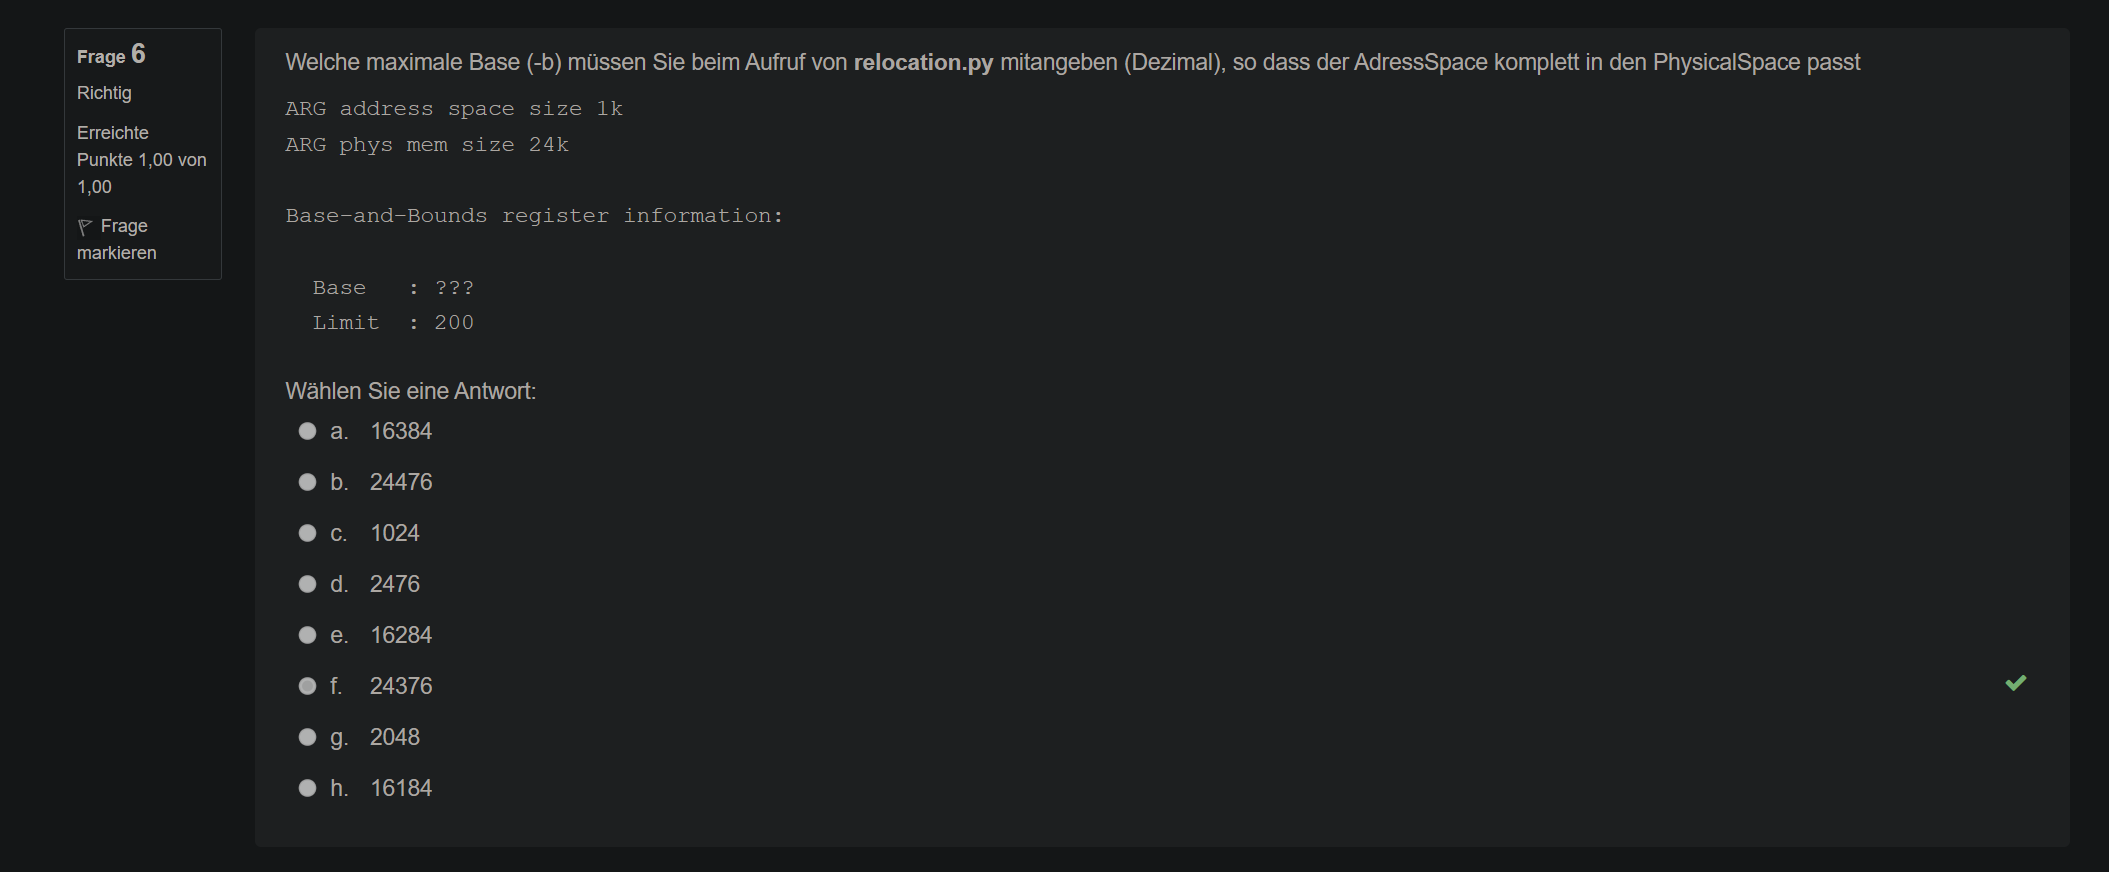 Frage 6
Richtig
Erreichte
Punkte 1,00 von
1,00
Frage
markieren
Welche maximale Base (-b) müssen Sie beim Aufruf von relocation.py mitangeben (Dezimal), so dass der AdressSpace komplett in den PhysicalSpace passt
ARG address space size 1k
ARG phys mem size 24k
Base-and-Bounds register information:
Base : ???
Limit : 200
Wählen Sie eine Antwort:
a. 16384
b. 24476
c. 1024
d. 2476
e. 16284
f. 24376
g. 2048
h. 16184